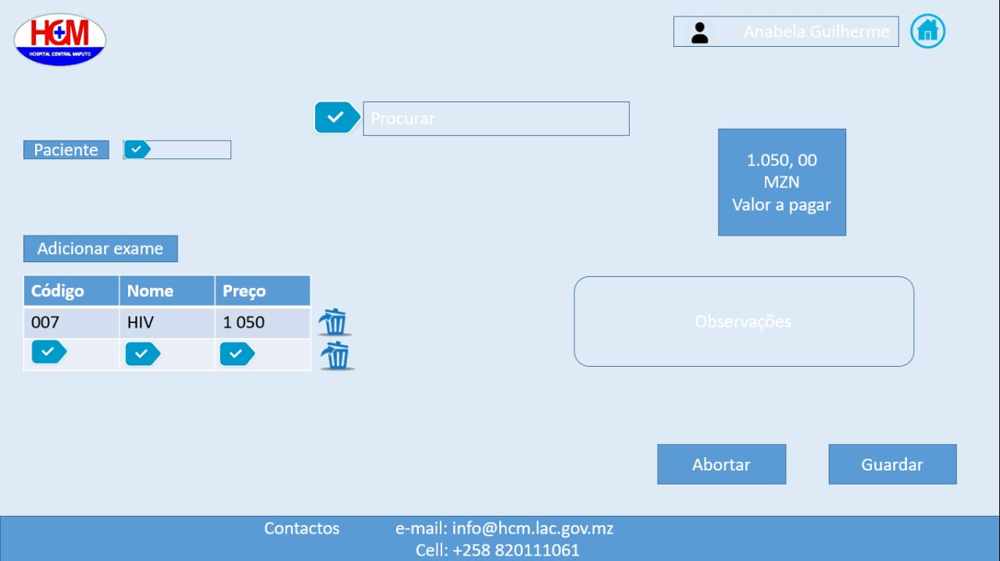 HCM
HOSPITAL CENTRAL MAPUTO
Anabela Guilherme
Procurar
Paciente
1.050, 00
MZN
Valor a pagar
Adicionar exame
Código Nome Preço
007 HIV 1 050
Observações
Abortar Guardar
Contactos e-mail: info@hcm.lac.gov.mz
Cell: +258 820111061